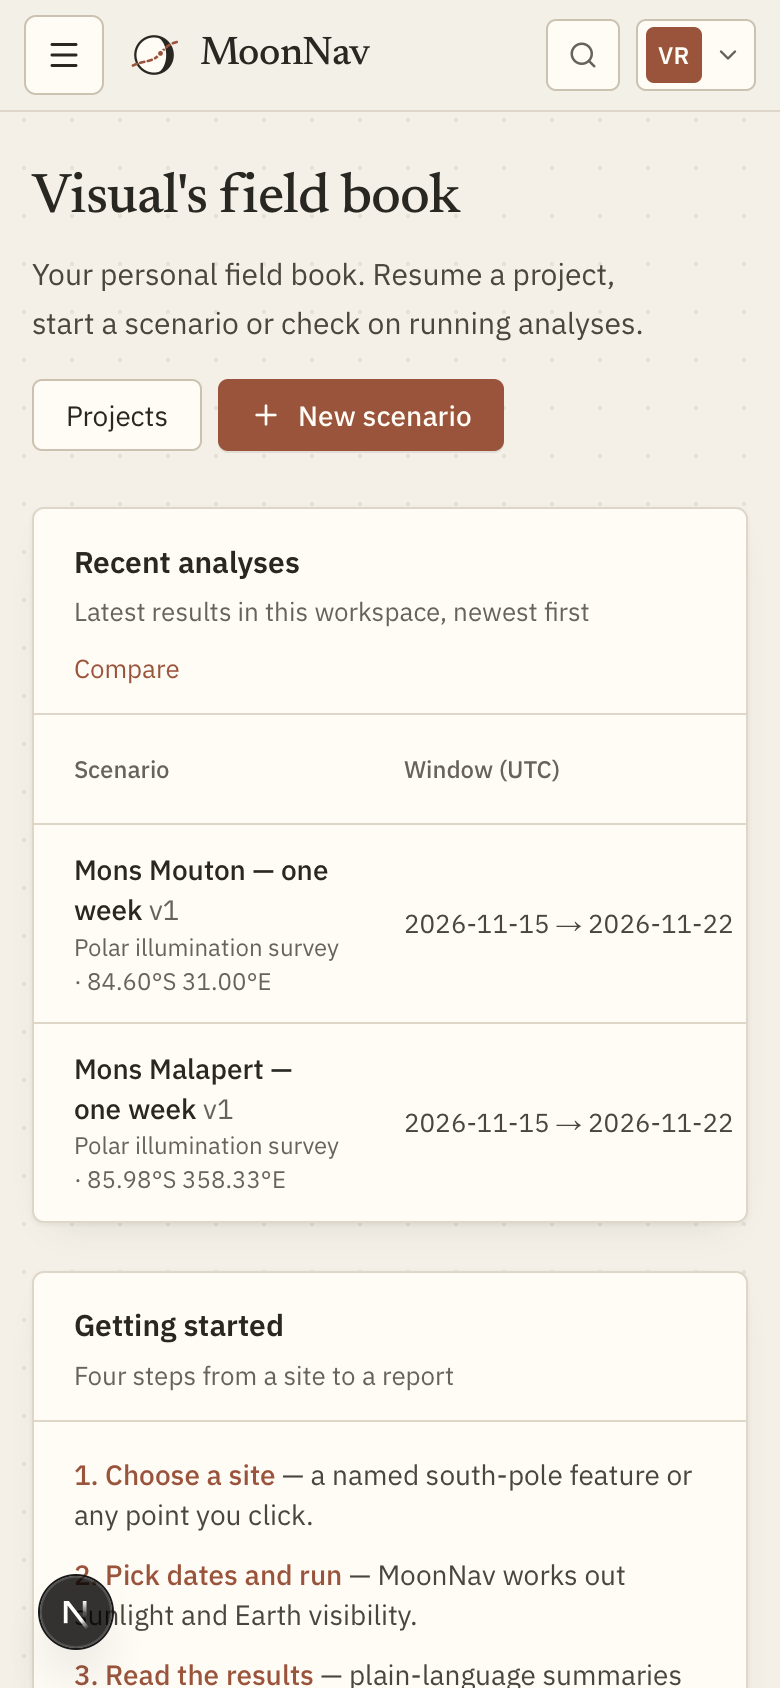 MoonNav
VR
Visual's field book
Your personal field book. Resume a project,
start a scenario or check on running analyses.
Projects
+ New scenario
Recent analyses
Latest results in this workspace, newest first
Compare
Scenario
Window (UTC)
Mons Mouton — one
week v1
Polar illumination survey
· 84.60°S 31.00°E
2026-11-15 → 2026-11-22
Mons Malapert —
one week v1
Polar illumination survey
· 85.98°S 358.33°E
2026-11-15 → 2026-11-22
Getting started
Four steps from a site to a report
1. Choose a site — a named south-pole feature or
any point you click.
2. Pick dates and run — MoonNav works out
sunlight and Earth visibility.
N
3. Read the results — plain-language summaries